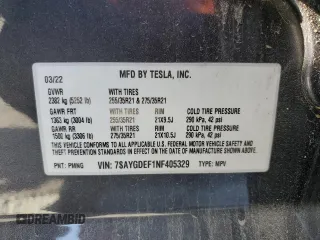 03/22 MFD BY TESLA, INC.
GVWR WITH TIRES
2382 kg (5252 lb) 255/35R21 & 275/35R21
GAWR FRT WITH TIRES RIM COLD TIRE PRESSURE
1363 kg (3004 lb) 255/35R21 21X9.5J 290 kPa, 42 psi
GAWR RR WITH TIRES RIM COLD TIRE PRESSURE
1500 kg (3306 lb) 275/35R21 21X10.5J 290 kPa, 42 psi
THIS VEHICLE CONFORMS TO ALL APPLICABLE U.S. FEDERAL MOTOR VEHICLE
SAFETY AND THEFT PREVENTION STANDARDS IN EFFECT ON THE DATE OF
MANUFACTURE SHOWN ABOVE.
PNT: PMNG VIN: 7SAYGDEF1NF405329 TYPE: MPV
DREAMBID